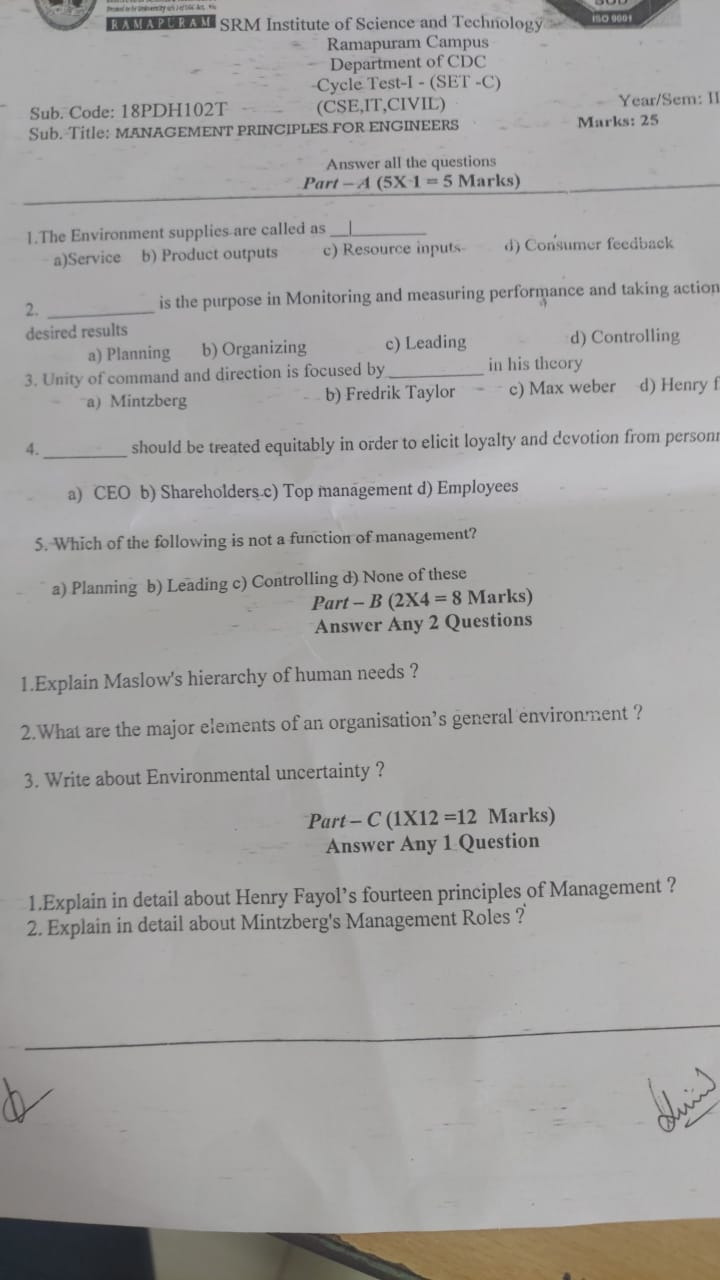 RAMAPURAM SRM Institute of Science and Technology
ISO 9001
Ramapuram Campus
Department of CDC
Cycle Test-I - (SET -C)
Sub. Code: 18PDH102T (CSE,IT,CIVIL) Year/Sem: II
Sub. Title: MANAGEMENT PRINCIPLES FOR ENGINEERS Marks: 25
Answer all the questions
Part – A (5X 1 = 5 Marks)
1.The Environment supplies are called as __________
a)Service b) Product outputs c) Resource inputs d) Consumer feedback
2. ___________ is the purpose in Monitoring and measuring performance and taking action
desired results
a) Planning b) Organizing c) Leading d) Controlling
3. Unity of command and direction is focused by __________ in his theory
a) Mintzberg b) Fredrik Taylor c) Max weber d) Henry f
4. _________ should be treated equitably in order to elicit loyalty and devotion from person
a) CEO b) Shareholders c) Top management d) Employees
5. Which of the following is not a function of management?
a) Planning b) Leading c) Controlling d) None of these
Part – B (2X4 = 8 Marks)
Answer Any 2 Questions
1.Explain Maslow's hierarchy of human needs ?
2.What are the major elements of an organisation's general environment ?
3. Write about Environmental uncertainty ?
Part – C (1X12 =12 Marks)
Answer Any 1 Question
1.Explain in detail about Henry Fayol's fourteen principles of Management ?
2. Explain in detail about Mintzberg's Management Roles ?